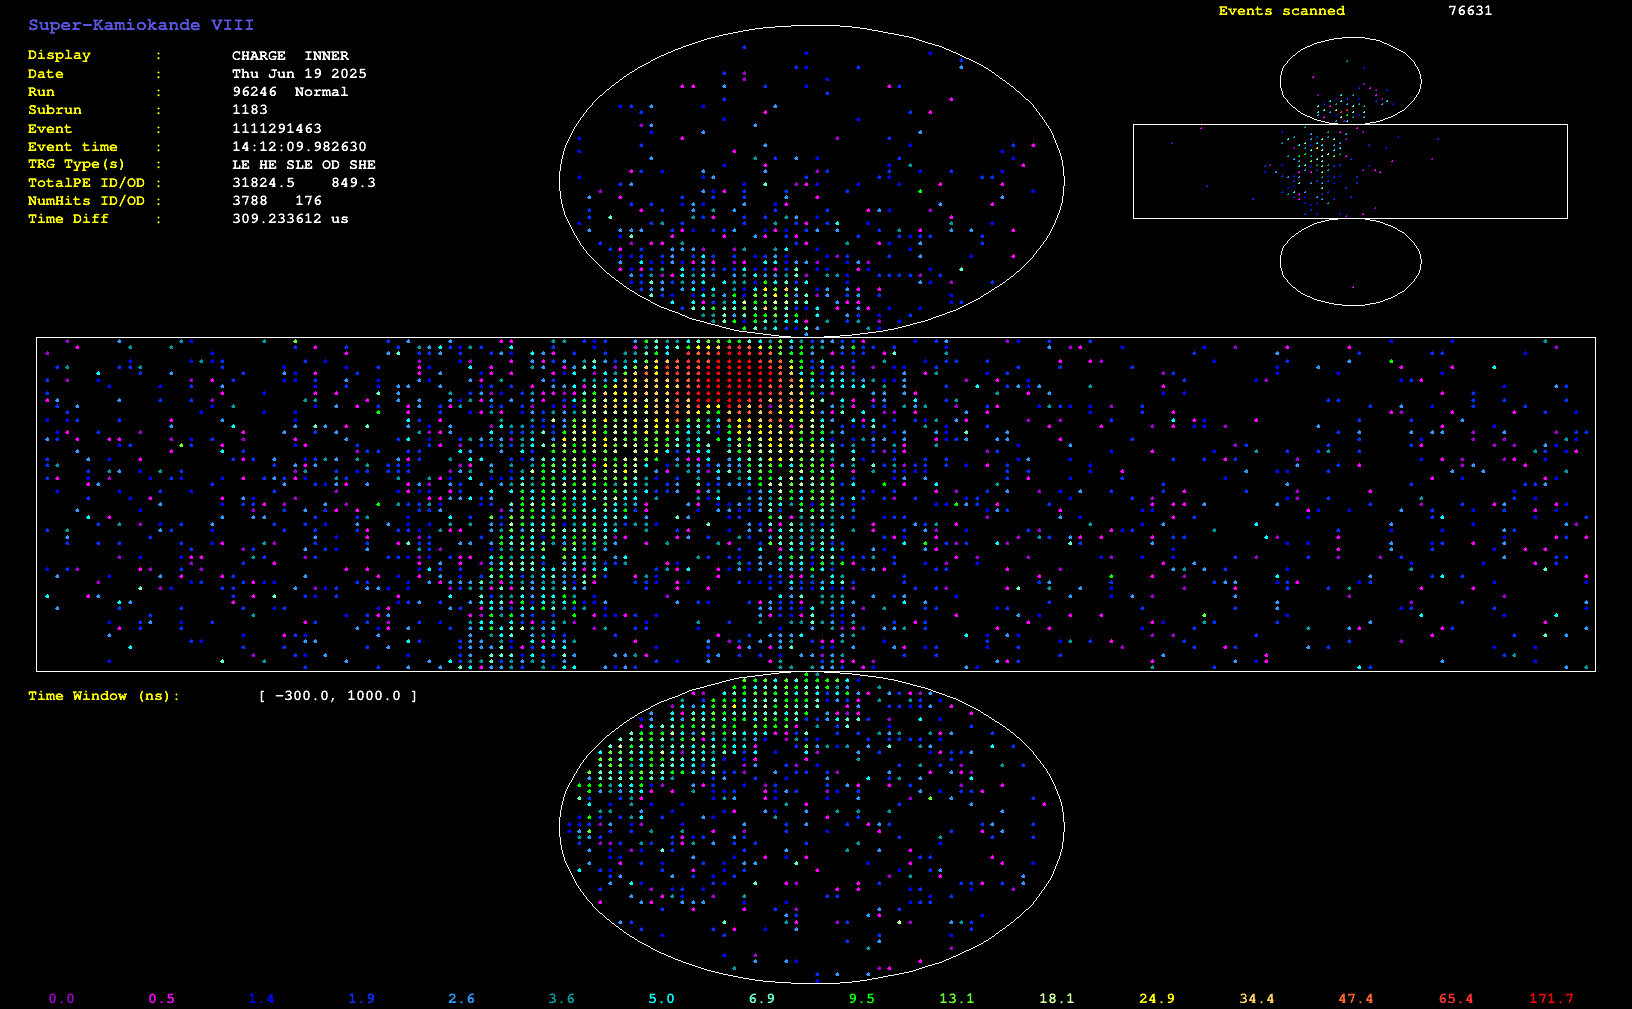 Super-Kamiokande VIII
Events scanned 76631
Display : CHARGE INNER
Date : Thu Jun 19 2025
Run : 96246 Normal
Subrun : 1183
Event : 1111291463
Event time : 14:12:09.982630
TRG Type(s) : LE HE SLE OD SHE
TotalPE ID/OD : 31824.5 849.3
NumHits ID/OD : 3788 176
Time Diff : 309.233612 us
Time Window (ns): [ −300.0, 1000.0 ]
0.0 0.5 1.4 1.9 2.6 3.6 5.0 6.9 9.5 13.1 18.1 24.9 34.4 47.4 65.4 171.7